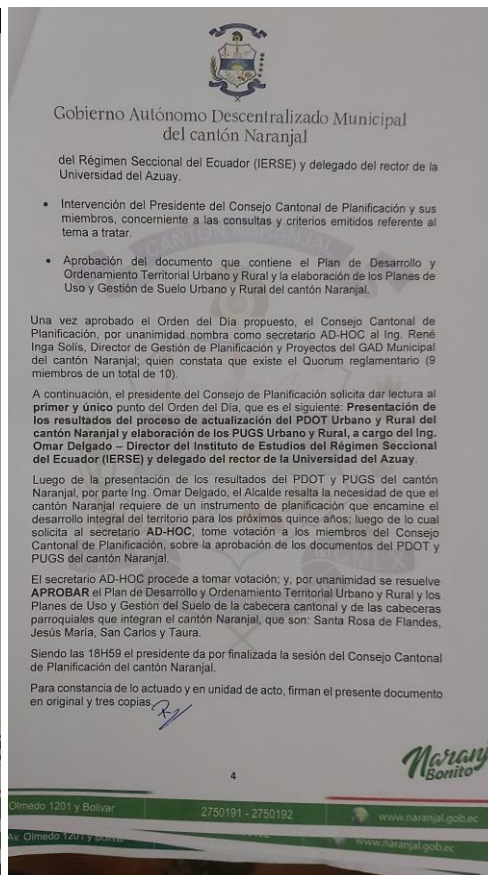 Gobierno Autónomo Descentralizado Municipal
del cantón Naranjal
del Régimen Seccional del Ecuador (IERSE) y delegado del rector de la
Universidad del Azuay.
• Intervención del Presidente del Consejo Cantonal de Planificación y sus
miembros, concerniente a las consultas y criterios emitidos referente al
tema a tratar.
• Aprobación del documento que contiene el Plan de Desarrollo y
Ordenamiento Territorial Urbano y Rural y la elaboración de los Planes de
Uso y Gestión de Suelo Urbano y Rural del cantón Naranjal.
Una vez aprobado el Orden del Día propuesto, el Consejo Cantonal de
Planificación, por unanimidad nombra como secretario AD-HOC al Ing. René
Inga Solís, Director de Gestión de Planificación y Proyectos del GAD Municipal
del cantón Naranjal; quien constata que existe el Quorum reglamentario (9
miembros de un total de 10).
A continuación, el presidente del Consejo de Planificación solicita dar lectura al
primer y único punto del Orden del Día, que es el siguiente: Presentación de
los resultados del proceso de actualización del PDOT Urbano y Rural del
cantón Naranjal y elaboración de los PUGS Urbano y Rural, a cargo del Ing.
Omar Delgado – Director del Instituto de Estudios del Régimen Seccional
del Ecuador (IERSE) y delegado del rector de la Universidad del Azuay.
Luego de la presentación de los resultados del PDOT y PUGS del cantón
Naranjal, por parte Ing. Omar Delgado, el Alcalde resalta la necesidad de que el
cantón Naranjal requiere de un instrumento de planificación que encamine el
desarrollo integral del territorio para los próximos quince años; luego de lo cual
solicita al secretario AD-HOC, tome votación a los miembros del Consejo
Cantonal de Planificación, sobre la aprobación de los documentos del PDOT y
PUGS del cantón Naranjal.
El secretario AD-HOC procede a tomar votación; y, por unanimidad se resuelve
APROBAR el Plan de Desarrollo y Ordenamiento Territorial Urbano y Rural y los
Planes de Uso y Gestión del Suelo de la cabecera cantonal y de las cabeceras
parroquiales que integran el cantón Naranjal, que son: Santa Rosa de Flandes,
Jesús María, San Carlos y Taura.
Siendo las 18H59 el presidente da por finalizada la sesión del Consejo Cantonal
de Planificación del cantón Naranjal.
Para constancia de lo actuado y en unidad de acto, firman el presente documento
en original y tres copias
4
Naranj
Bonito
Olmedo 1201 y Bolivar 2750191 - 2750192 www.naranjal.gob.ec
Av. Olmedo 1201 y Bolivar www.naranjal.gob.ec